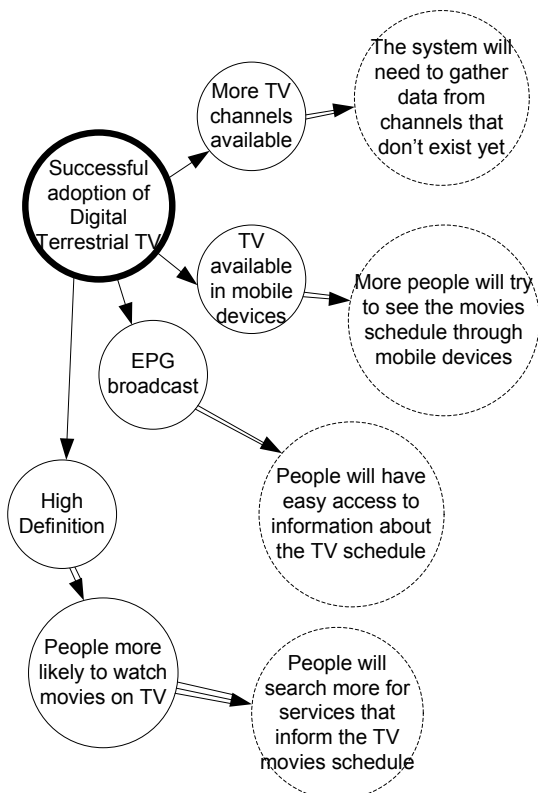 The system will
need to gather
data from
channels that
don't exist yet
More TV
channels
available
Successful
adoption of
Digital
Terrestrial TV
TV
available
in mobile
devices
More people will try
to see the movies
schedule through
mobile devices
EPG
broadcast
People will have
easy access to
information about
the TV schedule
High
Definition
People more
likely to watch
movies on TV
People will
search more for
services that
inform the TV
movies schedule